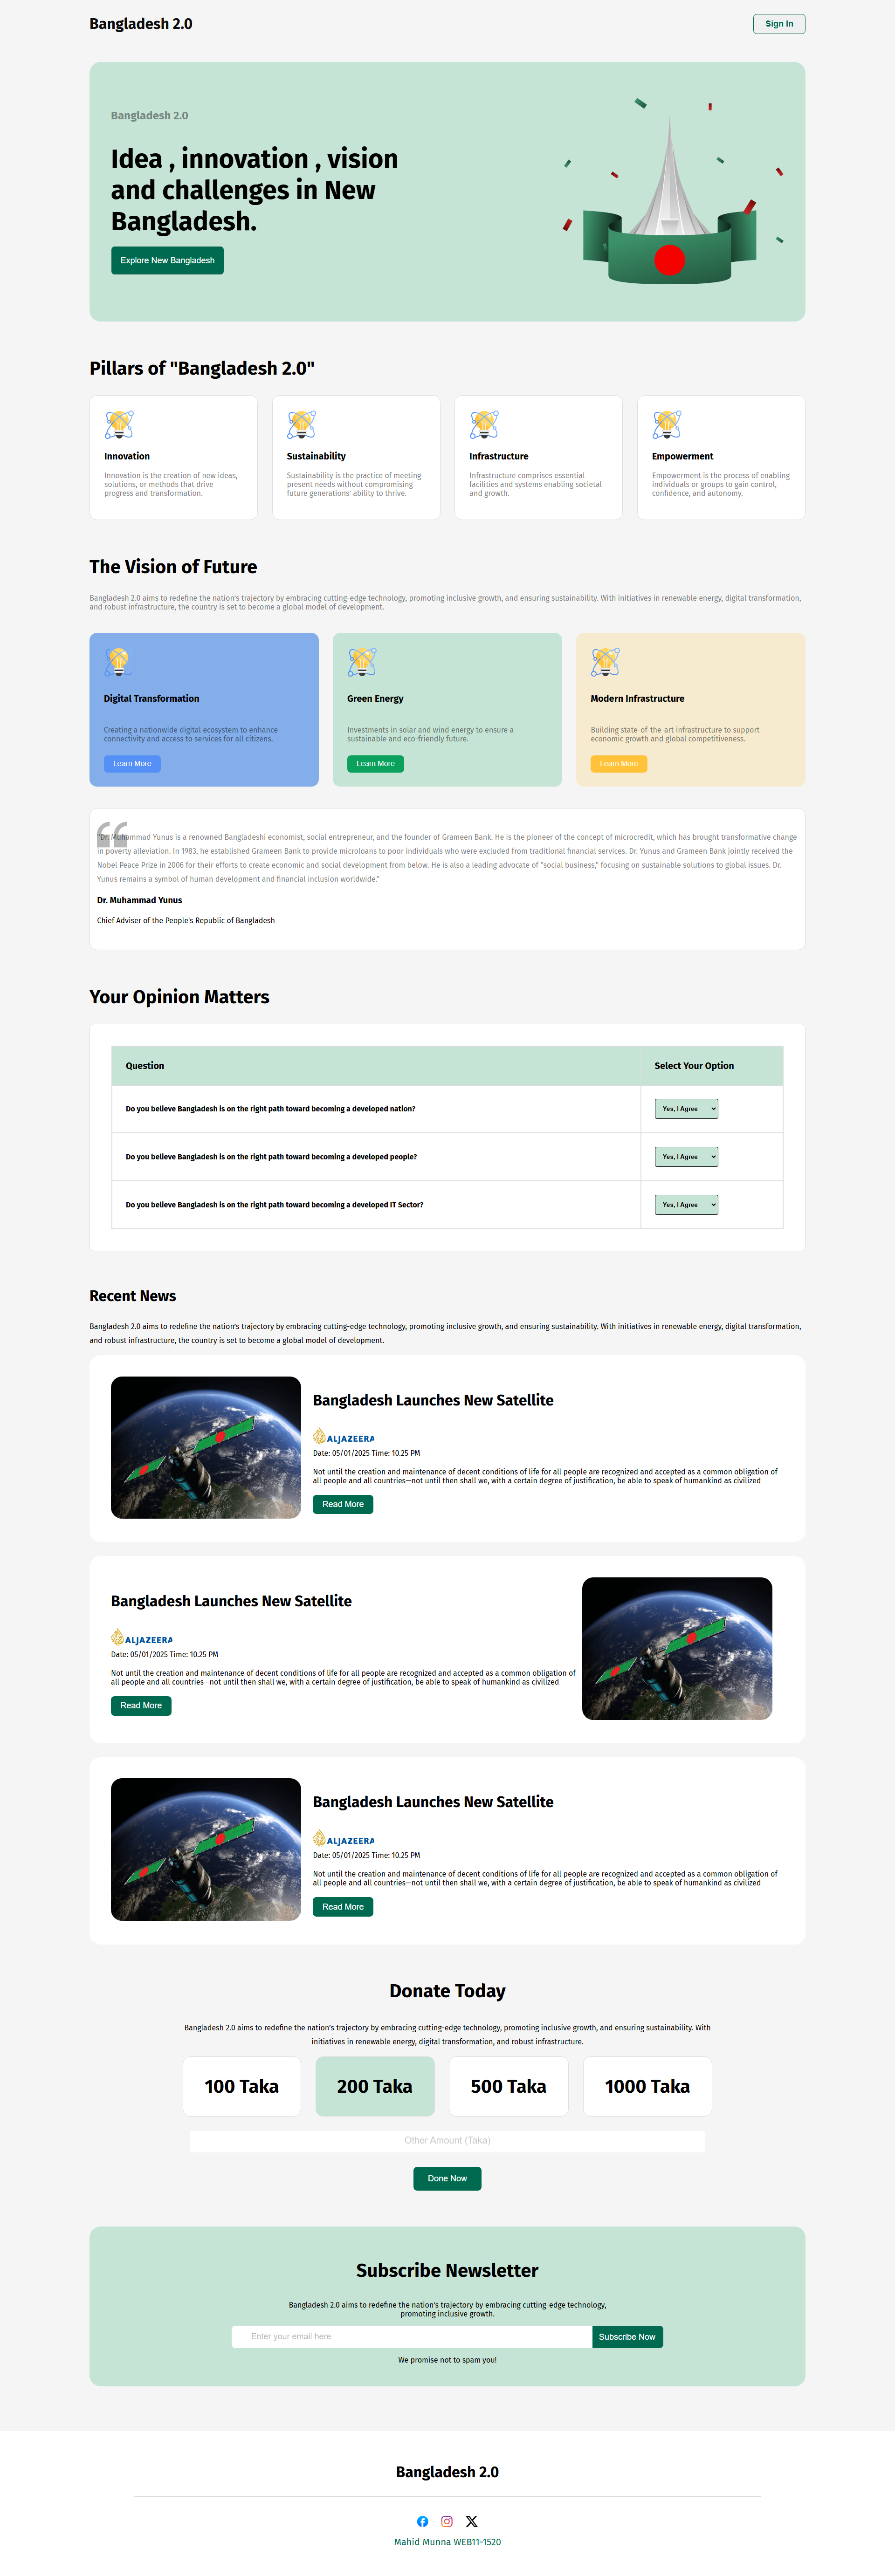 Bangladesh 2.0
Sign In
Bangladesh 2.0
Idea , innovation , vision
and challenges in New
Bangladesh.
Explore New Bangladesh
Pillars of "Bangladesh 2.0"
Innovation
Innovation is the creation of new ideas,
solutions, or methods that drive
progress and transformation.
Sustainability
Sustainability is the practice of meeting
present needs without compromising
future generations' ability to thrive.
Infrastructure
Infrastructure comprises essential
facilities and systems enabling societal
and growth.
Empowerment
Empowerment is the process of enabling
individuals or groups to gain control,
confidence, and autonomy.
The Vision of Future
Bangladesh 2.0 aims to redefine the nation's trajectory by embracing cutting-edge technology, promoting inclusive growth, and ensuring sustainability. With initiatives in renewable energy, digital transformation,
and robust infrastructure, the country is set to become a global model of development.
Digital Transformation
Creating a nationwide digital ecosystem to enhance
connectivity and access to services for all citizens.
Learn More
Green Energy
Investments in solar and wind energy to ensure a
sustainable and eco-friendly future.
Learn More
Modern Infrastructure
Building state-of-the-art infrastructure to support
economic growth and global competitiveness.
Learn More
"Dr. Muhammad Yunus is a renowned Bangladeshi economist, social entrepreneur, and the founder of Grameen Bank. He is the pioneer of the concept of microcredit, which has brought transformative change
in poverty alleviation. In 1983, he established Grameen Bank to provide microloans to poor individuals who were excluded from traditional financial services. Dr. Yunus and Grameen Bank jointly received the
Nobel Peace Prize in 2006 for their efforts to create economic and social development from below. He is also a leading advocate of "social business," focusing on sustainable solutions to global issues. Dr.
Yunus remains a symbol of human development and financial inclusion worldwide."
Dr. Muhammad Yunus
Chief Adviser of the People's Republic of Bangladesh
Your Opinion Matters
Question
Select Your Option
Do you believe Bangladesh is on the right path toward becoming a developed nation?
Yes, I Agree
Do you believe Bangladesh is on the right path toward becoming a developed people?
Yes, I Agree
Do you believe Bangladesh is on the right path toward becoming a developed IT Sector?
Yes, I Agree
Recent News
Bangladesh 2.0 aims to redefine the nation's trajectory by embracing cutting-edge technology, promoting inclusive growth, and ensuring sustainability. With initiatives in renewable energy, digital transformation,
and robust infrastructure, the country is set to become a global model of development.
Bangladesh Launches New Satellite
ALJAZEERA
Date: 05/01/2025 Time: 10.25 PM
Not until the creation and maintenance of decent conditions of life for all people are recognized and accepted as a common obligation of
all people and all countries—not until then shall we, with a certain degree of justification, be able to speak of humankind as civilized
Read More
Bangladesh Launches New Satellite
ALJAZEERA
Date: 05/01/2025 Time: 10.25 PM
Not until the creation and maintenance of decent conditions of life for all people are recognized and accepted as a common obligation of
all people and all countries—not until then shall we, with a certain degree of justification, be able to speak of humankind as civilized
Read More
Bangladesh Launches New Satellite
ALJAZEERA
Date: 05/01/2025 Time: 10.25 PM
Not until the creation and maintenance of decent conditions of life for all people are recognized and accepted as a common obligation of
all people and all countries—not until then shall we, with a certain degree of justification, be able to speak of humankind as civilized
Read More
Donate Today
Bangladesh 2.0 aims to redefine the nation's trajectory by embracing cutting-edge technology, promoting inclusive growth, and ensuring sustainability. With
initiatives in renewable energy, digital transformation, and robust infrastructure.
100 Taka
200 Taka
500 Taka
1000 Taka
Other Amount (Taka)
Done Now
Subscribe Newsletter
Bangladesh 2.0 aims to redefine the nation's trajectory by embracing cutting-edge technology,
promoting inclusive growth.
Enter your email here
Subscribe Now
We promise not to spam you!
Bangladesh 2.0
Mahid Munna WEB11-1520